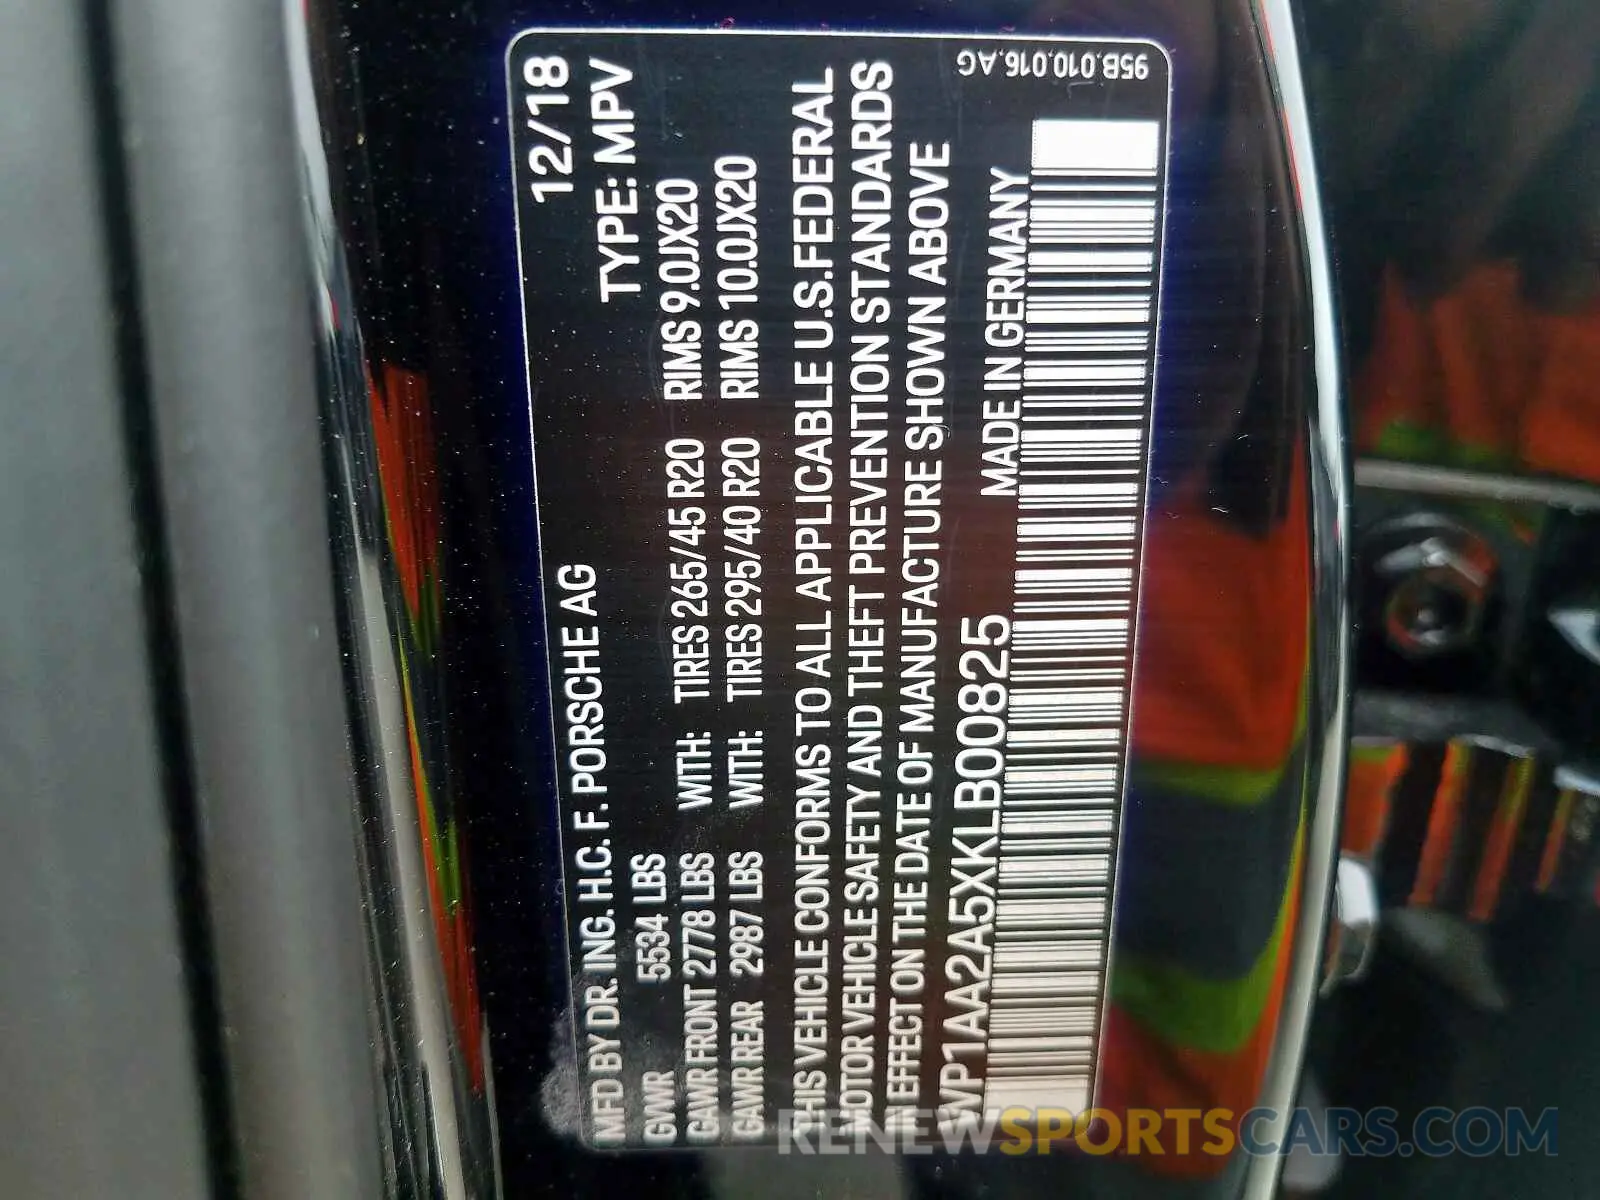 95B.010.016.AG
12/18
MFD BY DR. ING. H.C. F. PORSCHE AG
TYPE: MPV
GVWR 5534 LBS
GAWR FRONT 2778 LBS WITH: TIRES 265/45 R20 RIMS 9.0JX20
GAWR REAR 2987 LBS WITH: TIRES 295/40 R20 RIMS 10.0JX20
THIS VEHICLE CONFORMS TO ALL APPLICABLE U.S.FEDERAL
MOTOR VEHICLE SAFETY AND THEFT PREVENTION STANDARDS
IN EFFECT ON THE DATE OF MANUFACTURE SHOWN ABOVE
WP1AA2A5XKLB00825 MADE IN GERMANY
RENEWSPORTSCARS.COM